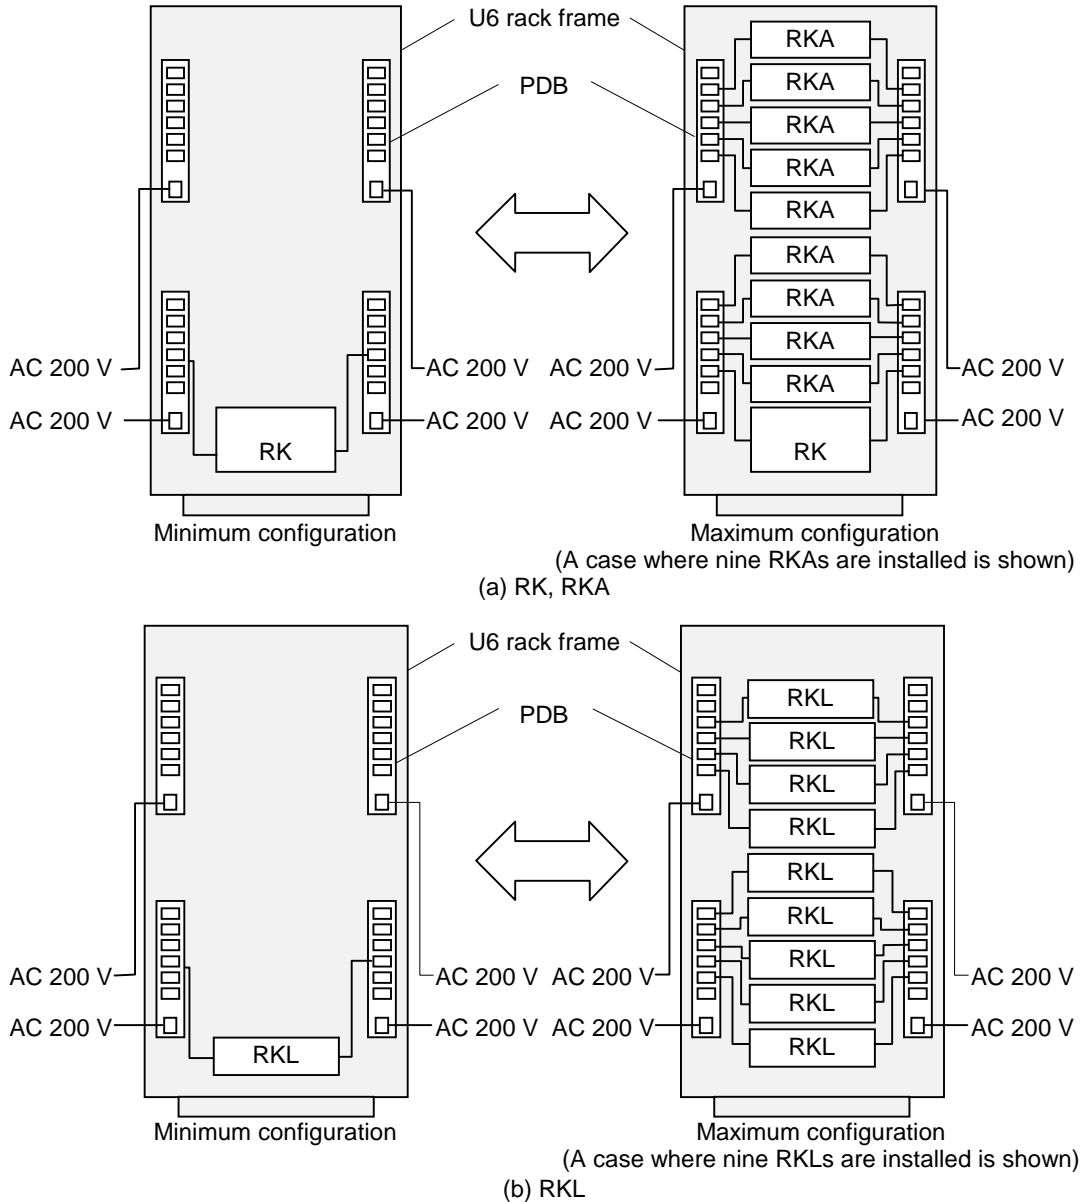 U6 rack frame
PDB
RKA
RKA
RKA
RKA
RKA
RKA
RKA
RKA
RKA
RK
RK
AC 200 V
AC 200 V
AC 200 V
AC 200 V
AC 200 V
AC 200 V
AC 200 V
AC 200 V
Minimum configuration
Maximum configuration
(A case where nine RKAs are installed is shown)
(a) RK, RKA
U6 rack frame
PDB
RKL
RKL
RKL
RKL
RKL
RKL
RKL
RKL
RKL
RKL
AC 200 V
AC 200 V
AC 200 V
AC 200 V
AC 200 V
AC 200 V
AC 200 V
AC 200 V
Minimum configuration
Maximum configuration
(A case where nine RKLs are installed is shown)
(b) RKL